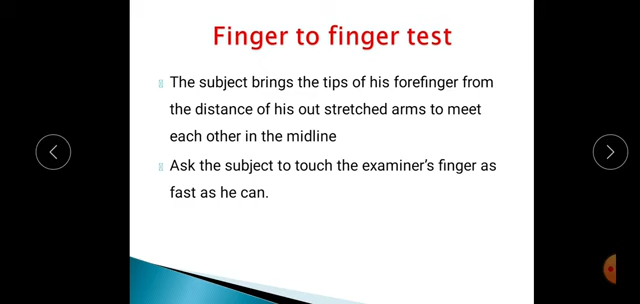 Finger to finger test
The subject brings the tips of his forefinger from
the distance of his out stretched arms to meet
each other in the midline
Ask the subject to touch the examiner's finger as
fast as he can.